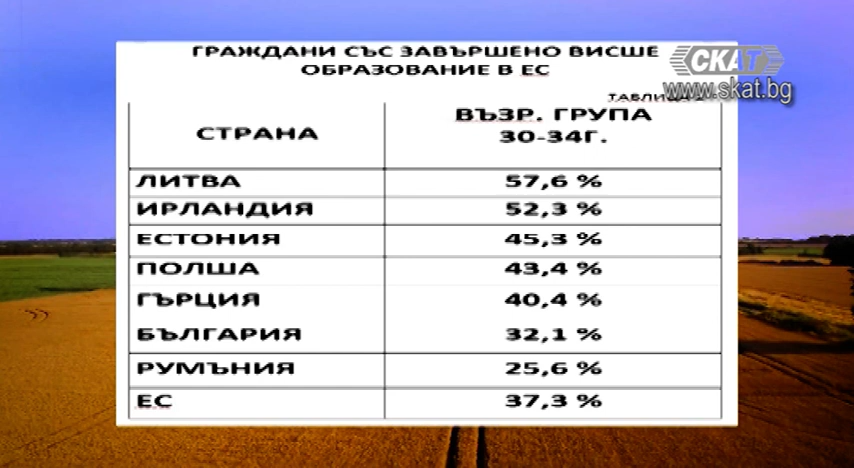 ГРАЖДАНИ СЪС ЗАВЪРШЕНО ВИСШЕ
ОБРАЗОВАНИЕ В ЕС
СКАТ
www.skat.bg
ТАБЛИЦА
СТРАНА
ВЪЗР. ГРУПА
30-34Г.
ЛИТВА 57,6 %
ИРЛАНДИЯ 52,3 %
ЕСТОНИЯ 45,3 %
ПОЛША 43,4 %
ГЪРЦИЯ 40,4 %
БЪЛГАРИЯ 32,1 %
РУМЪНИЯ 25,6 %
ЕС 37,3 %